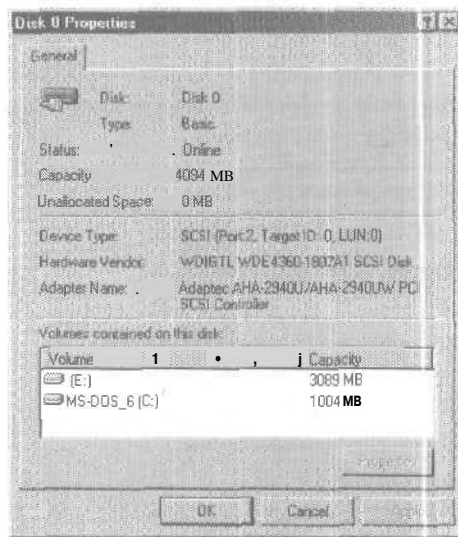 Disk 0 Properties
General
Disk: Disk 0
Type: Basic
Status: Online
Capacity 4094 MB
Unallocated Space: 0 MB
Device Type: SCSI (Port:2, Target ID: 0, LUN:0)
Hardware Vendor: WDIGTL WDE4360-1807A1 SCSI Disk
Adapter Name: Adaptec AHA-2940U/AHA-2940UW PCI
SCSI Controller
Volumes contained on this disk:
Volume Capacity
(E:) 3089 MB
MS-DOS_6 (C:) 1004 MB
Properties
OK Cancel